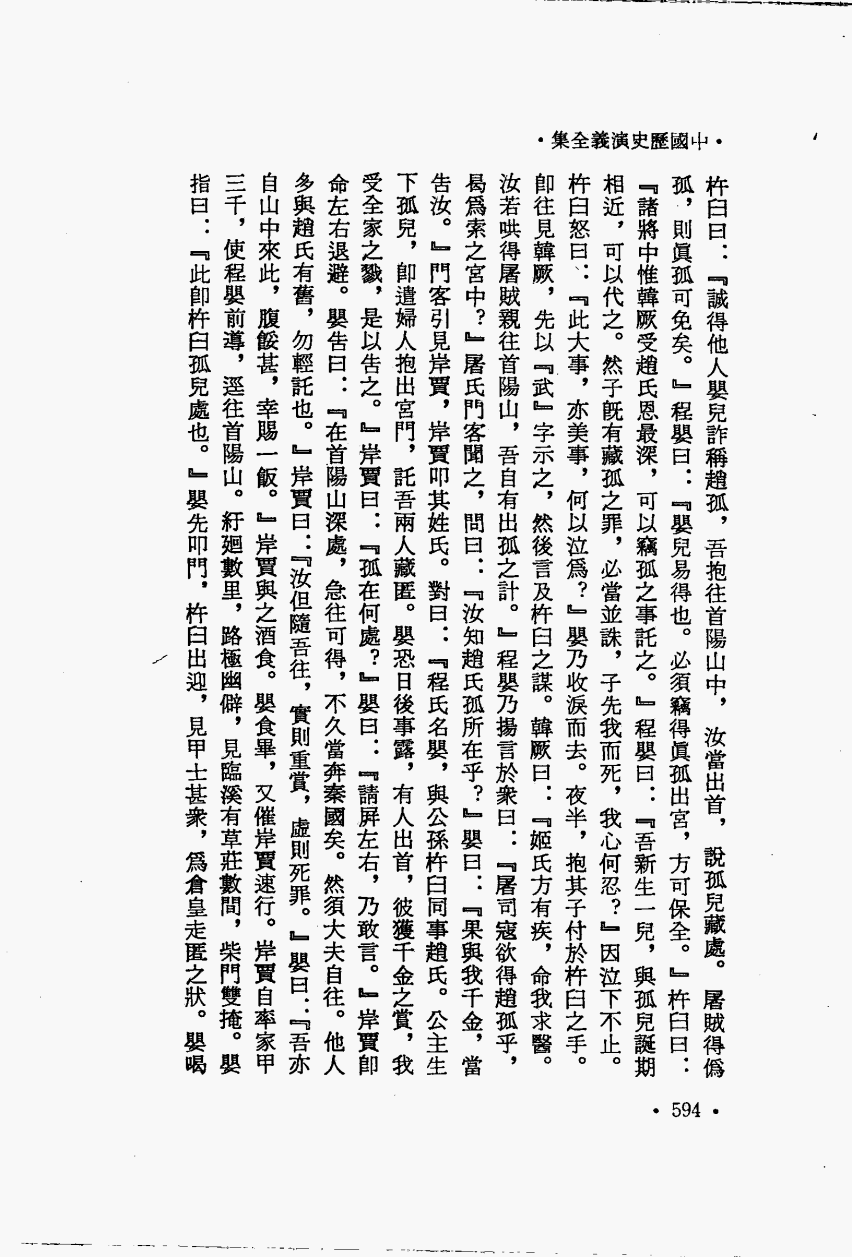 ·中國歷史演義全集·
杵臼曰：『誠得他人嬰兒詐稱趙孤，吾抱往首陽山中，汝當出首，說孤兒藏處。屠賊得偽
孤，則眞孤可免矣。』程嬰曰：『嬰兒易得也。必須竊得眞孤出宮，方可保全。』杵臼曰：
『諸將中惟韓厥受趙氏恩最深，可以竊孤之事託之。』程嬰曰：『吾新生一兒，與孤兒誕期
相近，可以代之。然子旣有藏孤之罪，必當並誅，子先我而死，我心何忍？』因泣下不止。
杵臼怒曰：『此大事，亦美事，何以泣爲？』嬰乃收淚而去。夜半，抱其子付於杵臼之手。
卽往見韓厥，先以『武』字示之，然後言及杵臼之謀。韓厥曰：『姬氏方有疾，命我求醫。
汝若哄得屠賊親往首陽山，吾自有出孤之計。』程嬰乃揚言於衆曰：『屠司寇欲得趙孤乎，
曷爲索之宮中？』屠氏門客聞之，問曰：『汝知趙氏孤所在乎？』嬰曰：『果與我千金，當
吿汝。』門客引見岸賈，岸賈叩其姓氏。對曰：『程氏名嬰，與公孫杵臼同事趙氏。公主生
下孤兒，卽遣婦人抱出宮門，託吾兩人藏匿。嬰恐日後事露，有人出首，彼獲千金之賞，我
受全家之戮，是以吿之。』岸賈曰：『孤在何處？』嬰曰：『請屏左右，乃敢言。』岸賈卽
命左右退避。嬰吿曰：『在首陽山深處，急往可得，不久當奔秦國矣。然須大夫自往。他人
多與趙氏有舊，勿輕託也。』岸賈曰：『汝但隨吾往，實則重賞，虛則死罪。』嬰曰：『吾亦
自山中來此，腹餒甚，幸賜一飯。』岸賈與之酒食。嬰食畢，又催岸賈速行。岸賈自率家甲
三千，使程嬰前導，逕往首陽山。紆廻數里，路極幽僻，見臨溪有草莊數間，柴門雙掩。嬰
指曰：『此卽杵臼孤兒處也。』嬰先叩門，杵臼出迎，見甲士甚衆，爲倉皇走匿之狀。嬰喝
·594·